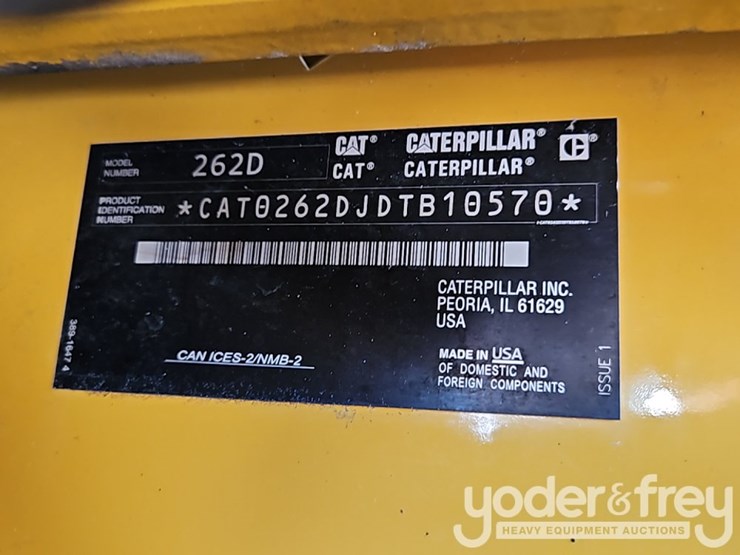 MODEL
NUMBER
262D
CAT®
CATERPILLAR®
CAT®
CATERPILLAR®
C
PRODUCT
IDENTIFICATION
NUMBER
*CAT0262DJDTB10570*
CATERPILLAR INC.
PEORIA, IL 61629
USA
CAN ICES-2/NMB-2
MADE IN USA
OF DOMESTIC AND
FOREIGN COMPONENTS
389-1647 4
ISSUE 1
yoder&frey
HEAVY EQUIPMENT AUCTIONS